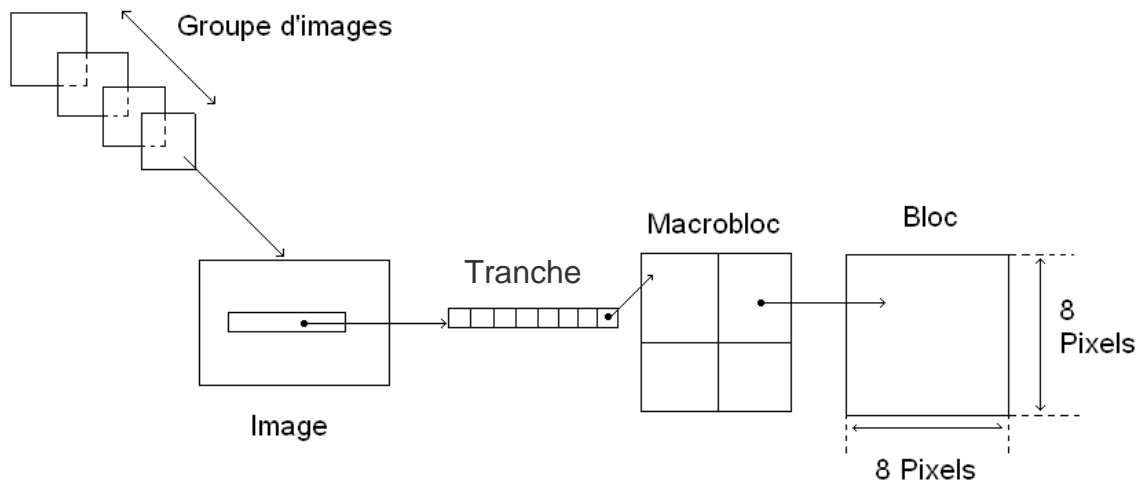 Groupe d'images
Macrobloc
Bloc
Tranche
8
Pixels
Image
8 Pixels